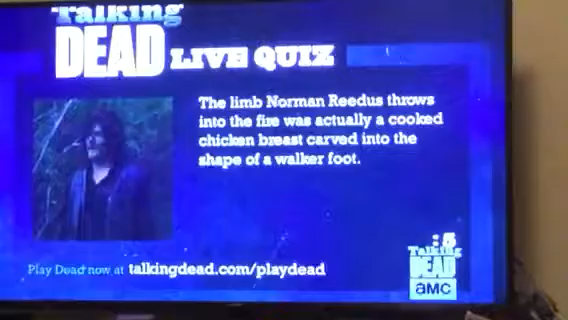 Talking
DEAD LIVE QUIZ
The limb Norman Reedus throws
into the fire was actually a cooked
chicken breast carved into the
shape of a walker foot.
:5
Talking
DEAD
aMC
Play Dead now at talkingdead.com/playdead